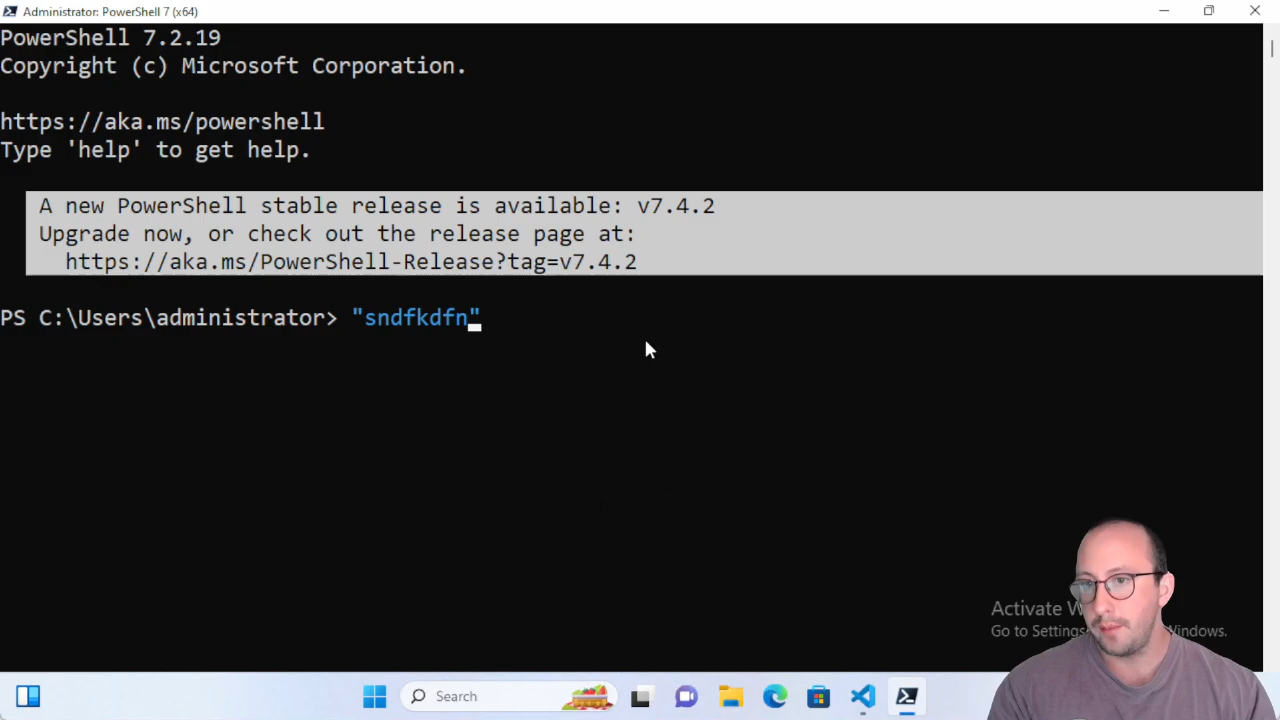 Administrator: PowerShell 7 (x64)
PowerShell 7.2.19
Copyright (c) Microsoft Corporation.
https://aka.ms/powershell
Type 'help' to get help.
A new PowerShell stable release is available: v7.4.2
Upgrade now, or check out the release page at:
https://aka.ms/PowerShell-Release?tag=v7.4.2
PS C:\Users\administrator> "sndfkdfn"
Activate W
Go to Settings indows.
Search